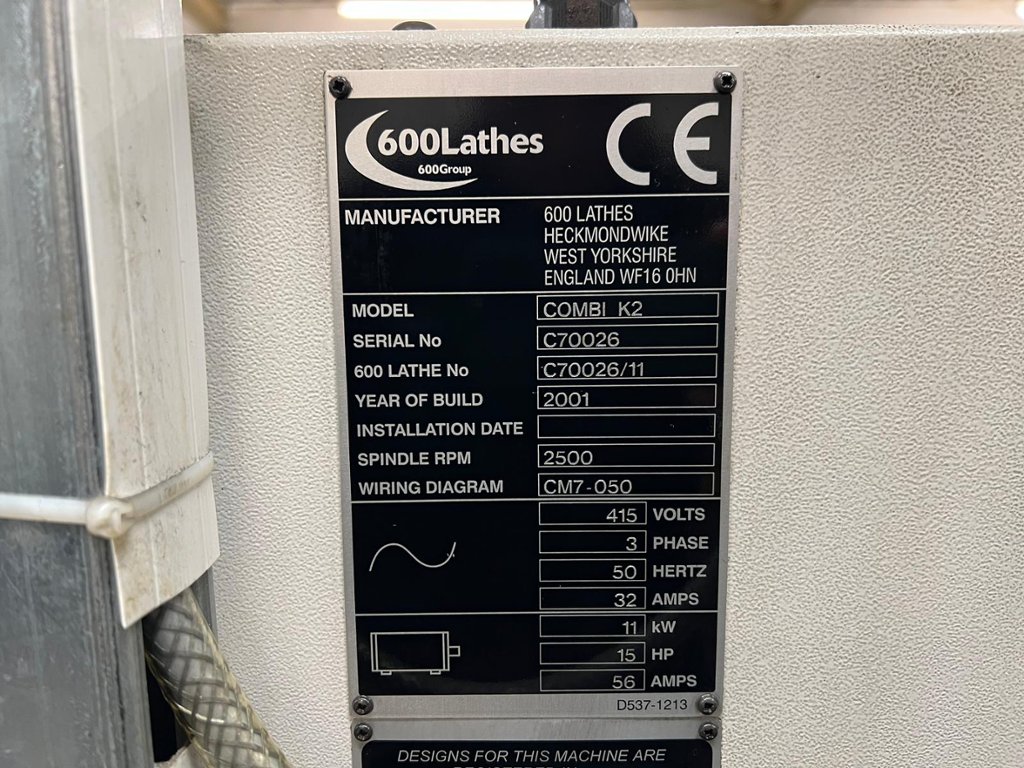 600Lathes
600Group
CE
MANUFACTURER 600 LATHES
HECKMONDWIKE
WEST YORKSHIRE
ENGLAND WF16 0HN
MODEL COMBI K2
SERIAL No C70026
600 LATHE No C70026/11
YEAR OF BUILD 2001
INSTALLATION DATE
SPINDLE RPM 2500
WIRING DIAGRAM CM7-050
415 VOLTS
3 PHASE
50 HERTZ
32 AMPS
11 kW
15 HP
56 AMPS
D537-1213
DESIGNS FOR THIS MACHINE ARE